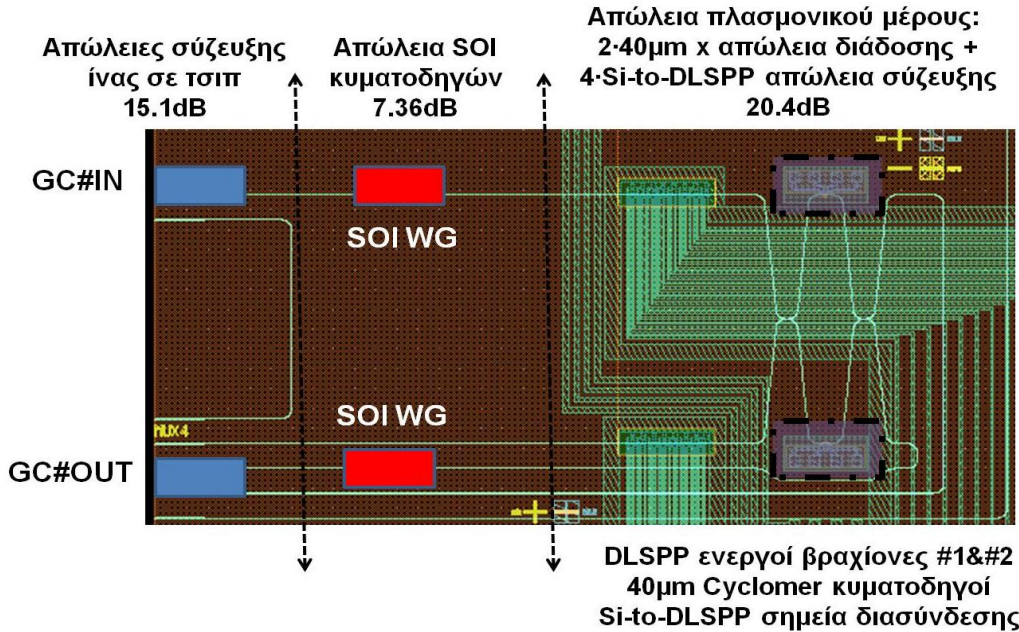 Απώλειες σύζευξης
ίνας σε τσιπ
15.1dB
Απώλεια SOI
κυματοδηγών
7.36dB
Απώλεια πλασμονικού μέρους:
2·40μm x απώλεια διάδοσης +
4·Si-to-DLSPP απώλεια σύζευξης
20.4dB
GC#IN
SOI WG
SOI WG
MUX4
GC#OUT
DLSPP ενεργοί βραχίονες #1&#2
40μm Cyclomer κυματοδηγοί
Si-to-DLSPP σημεία διασύνδεσης